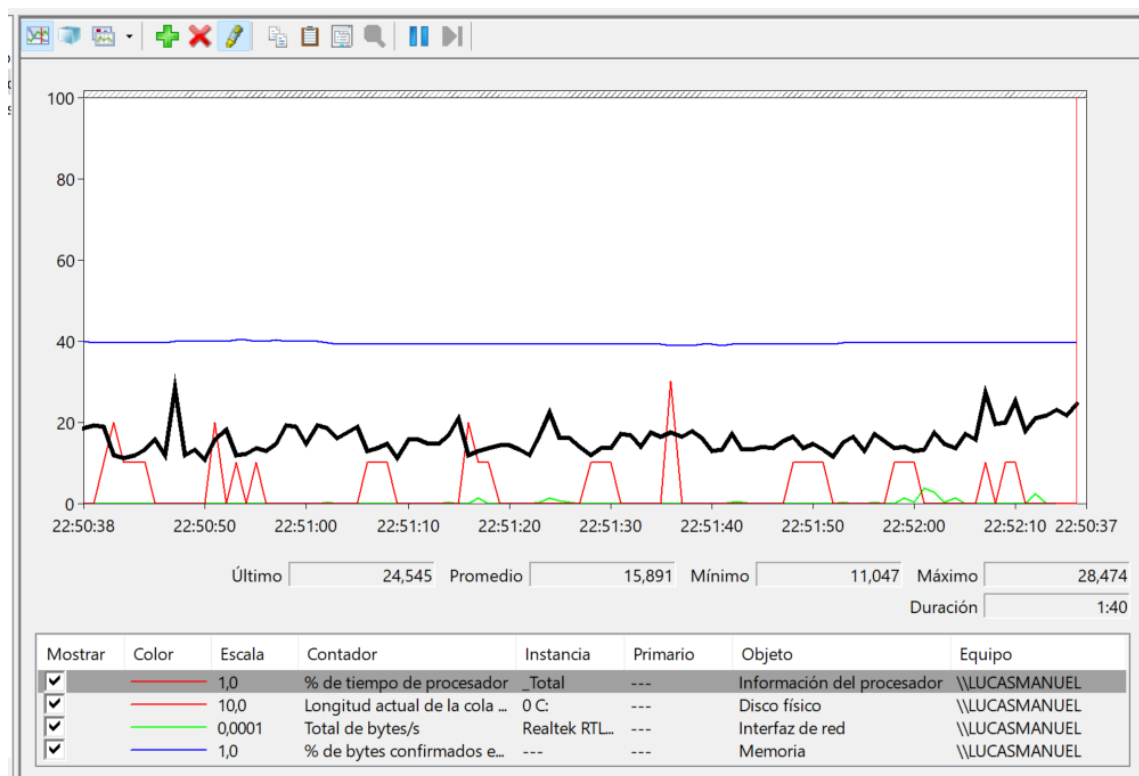 100
80
60
40
20
0
22:50:38 22:50:50 22:51:00 22:51:10 22:51:20 22:51:30 22:51:40 22:51:50 22:52:00 22:52:10 22:50:37
Último 24,545 Promedio 15,891 Mínimo 11,047 Máximo 28,474
Duración 1:40
Mostrar Color Escala Contador Instancia Primario Objeto Equipo
1,0 % de tiempo de procesador _Total --- Información del procesador \\LUCASMANUEL
10,0 Longitud actual de la cola ... 0 C: --- Disco físico \\LUCASMANUEL
0,0001 Total de bytes/s Realtek RTL... --- Interfaz de red \\LUCASMANUEL
1,0 % de bytes confirmados e... --- --- Memoria \\LUCASMANUEL